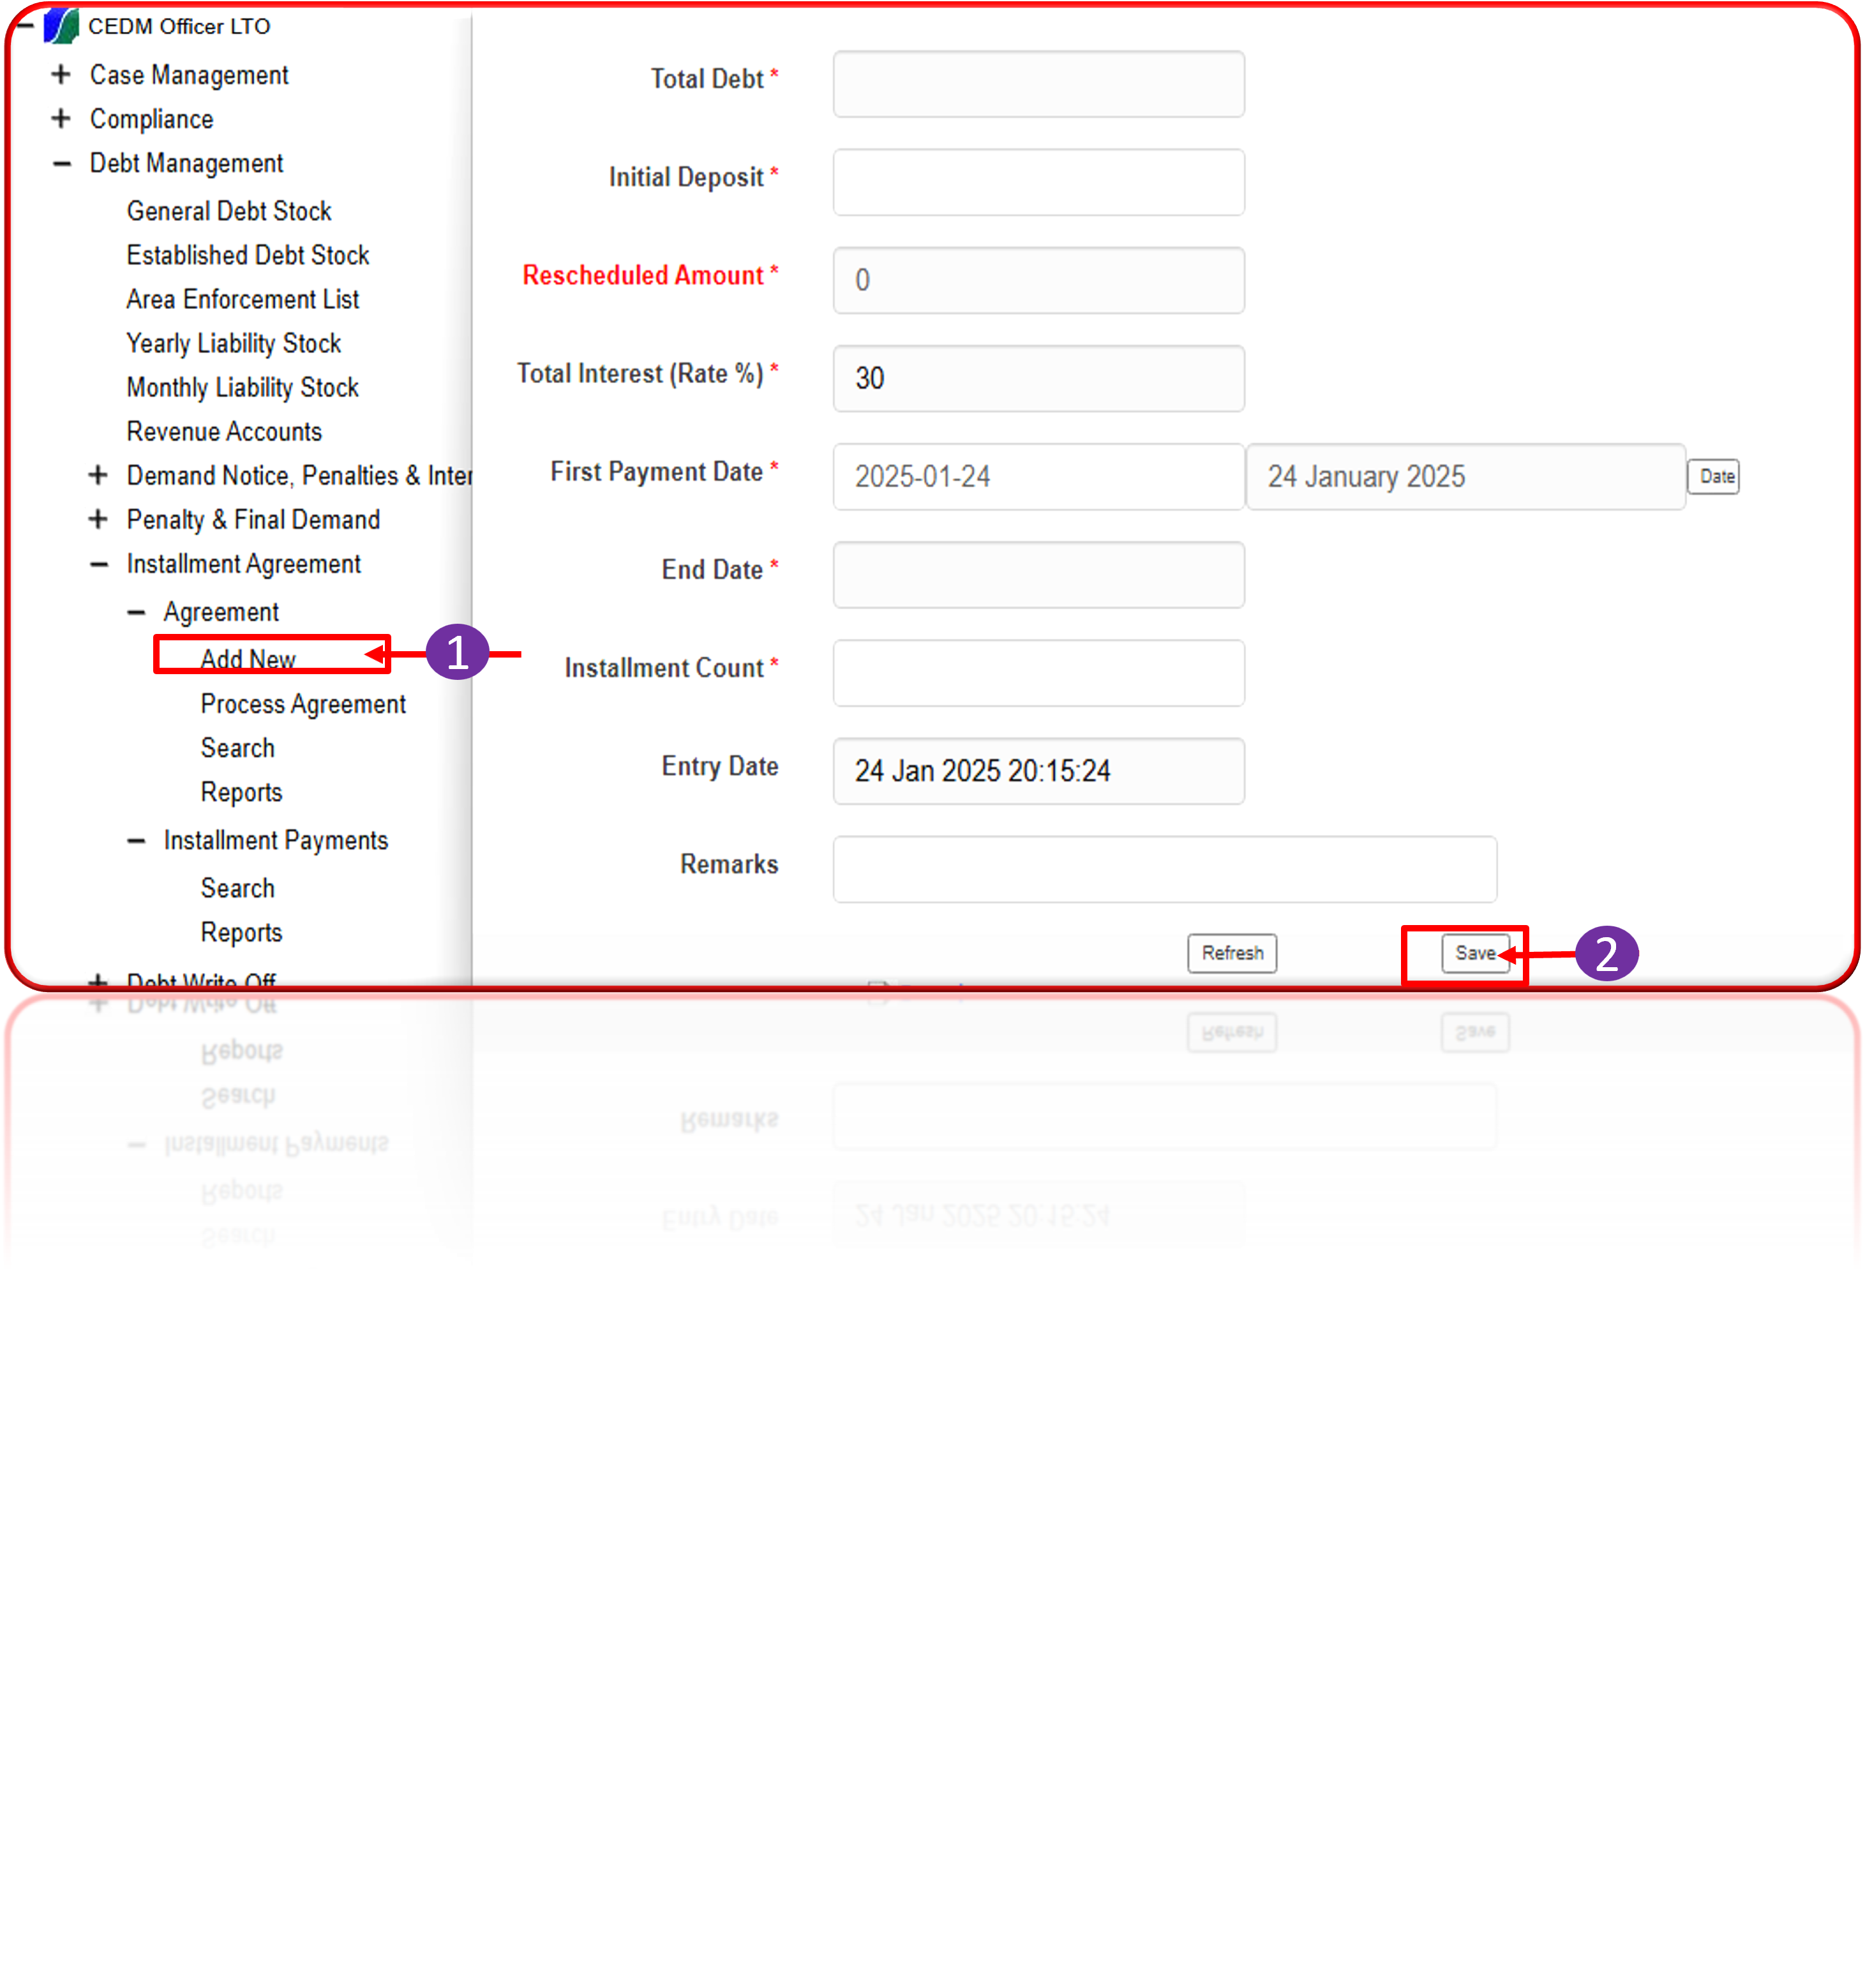 CEDM Officer LTO
Case Management
Compliance
Debt Management
General Debt Stock
Established Debt Stock
Area Enforcement List
Yearly Liability Stock
Monthly Liability Stock
Revenue Accounts
Demand Notice, Penalties & Inter
Penalty & Final Demand
Installment Agreement
Agreement
Add New
1
Process Agreement
Search
Reports
Installment Payments
Search
Reports
Debt Write Off
Total Debt *
Initial Deposit *
Rescheduled Amount * 0
Total Interest (Rate %) * 30
First Payment Date * 2025-01-24 24 January 2025 Date
End Date *
Installment Count *
Entry Date 24 Jan 2025 20:15:24
Remarks
Refresh Save 2